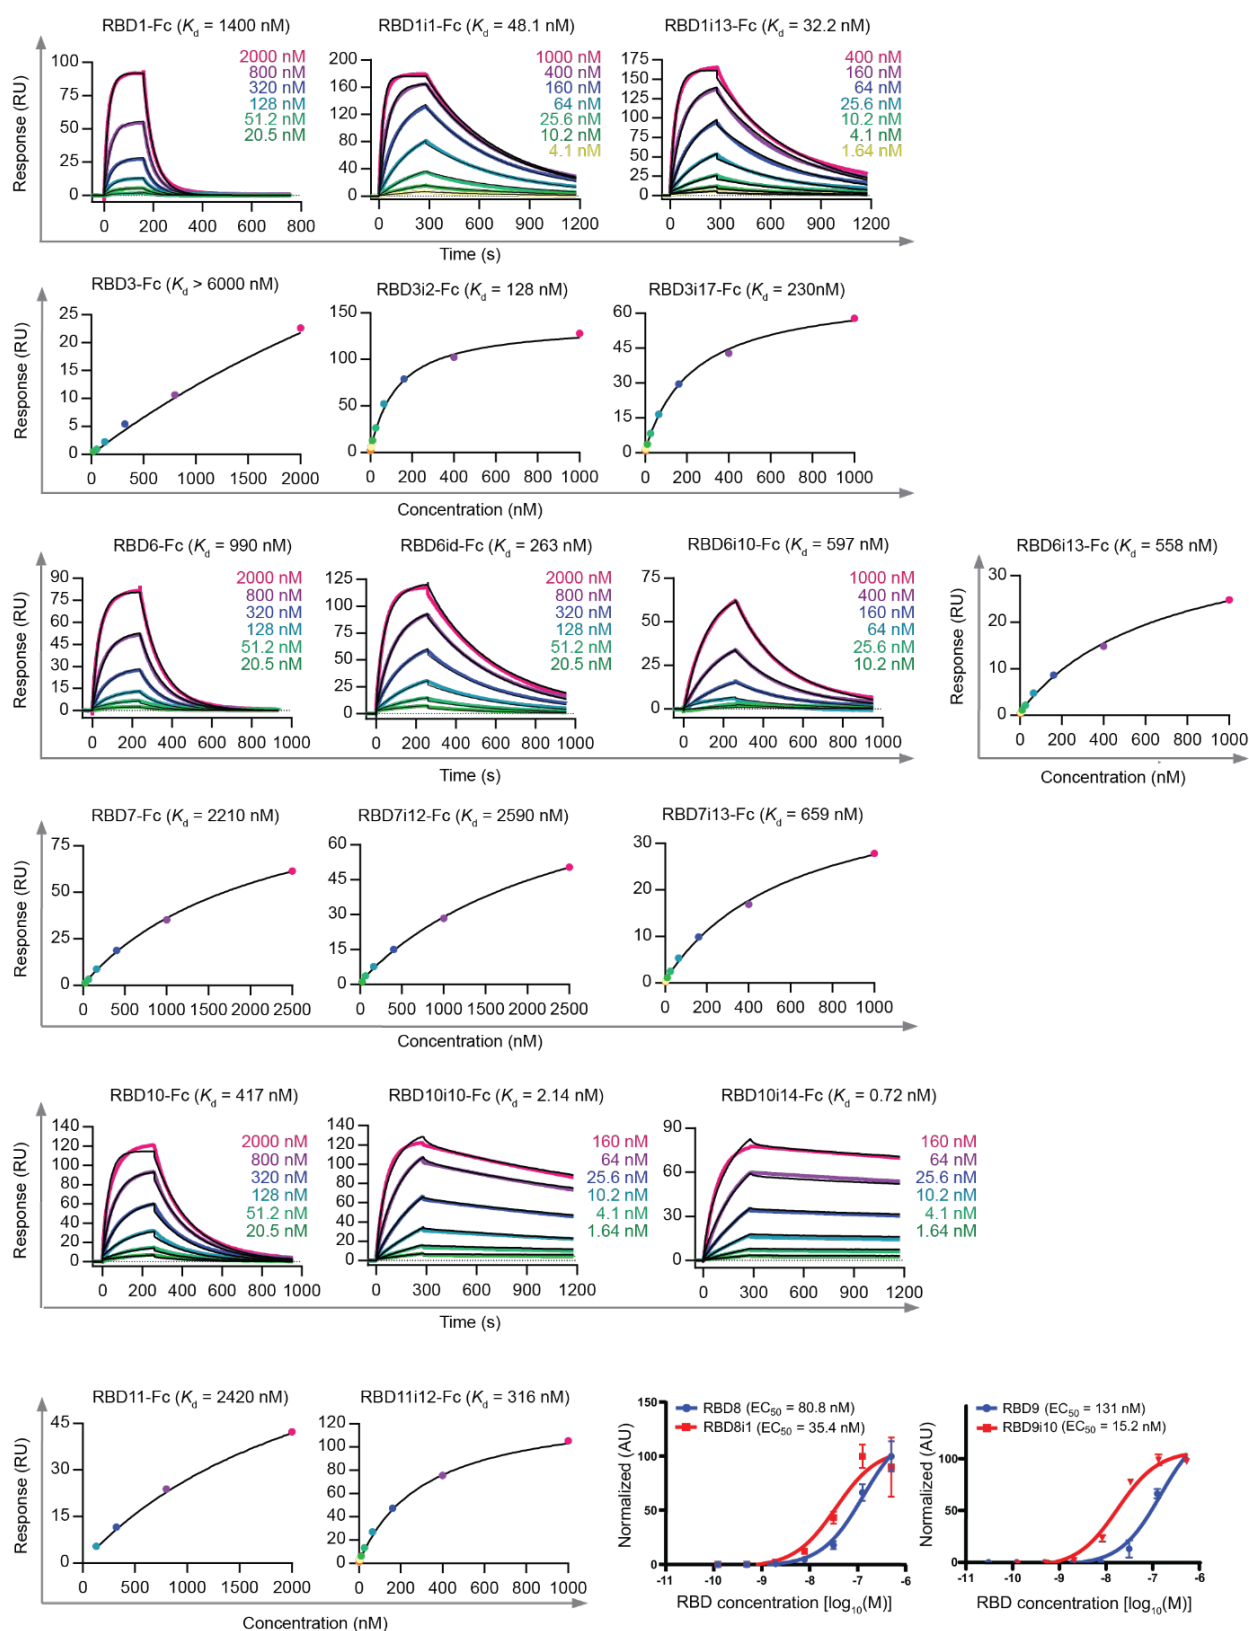 RBD1-Fc (Kd = 1400 nM)
RBD1i1-Fc (Kd = 48.1 nM)
RBD1i13-Fc (Kd = 32.2 nM)
Response (RU)
100
75
50
25
0
2000 nM
800 nM
320 nM
128 nM
51.2 nM
20.5 nM
0 200 400 600 800
200
160
120
80
40
0
1000 nM
400 nM
160 nM
64 nM
25.6 nM
10.2 nM
4.1 nM
0 300 600 900 1200
175
150
125
100
75
50
25
0
400 nM
160 nM
64 nM
25.6 nM
10.2 nM
4.1 nM
1.64 nM
0 300 600 900 1200
Time (s)
RBD3-Fc (Kd > 6000 nM)
RBD3i2-Fc (Kd = 128 nM)
RBD3i17-Fc (Kd = 230nM)
Response (RU)
25
20
15
10
5
0
0 500 1000 1500 2000
150
100
50
0
0 200 400 600 800 1000
60
45
30
15
0
0 200 400 600 800 1000
Concentration (nM)
RBD6-Fc (Kd = 990 nM)
RBD6id-Fc (Kd = 263 nM)
RBD6i10-Fc (Kd = 597 nM)
RBD6i13-Fc (Kd = 558 nM)
Response (RU)
90
75
60
45
30
15
0
2000 nM
800 nM
320 nM
128 nM
51.2 nM
20.5 nM
0 200 400 600 800 1000
125
100
75
50
25
0
2000 nM
800 nM
320 nM
128 nM
51.2 nM
20.5 nM
0 200 400 600 800 1000
75
50
25
0
1000 nM
400 nM
160 nM
64 nM
25.6 nM
10.2 nM
0 200 400 600 800 1000
Time (s)
Response (RU)
30
20
10
0
0 200 400 600 800 1000
Concentration (nM)
RBD7-Fc (Kd = 2210 nM)
RBD7i12-Fc (Kd = 2590 nM)
RBD7i13-Fc (Kd = 659 nM)
Response (RU)
75
50
25
0
0 500 1000 1500 2000 2500
60
45
30
15
0
0 500 1000 1500 2000 2500
30
20
10
0
0 200 400 600 800 1000
Concentration (nM)
RBD10-Fc (Kd = 417 nM)
RBD10i10-Fc (Kd = 2.14 nM)
RBD10i14-Fc (Kd = 0.72 nM)
Response (RU)
140
120
100
80
60
40
20
0
2000 nM
800 nM
320 nM
128 nM
51.2 nM
20.5 nM
0 200 400 600 800 1000
140
120
100
80
60
40
20
0
160 nM
64 nM
25.6 nM
10.2 nM
4.1 nM
1.64 nM
0 300 600 900 1200
90
60
30
0
160 nM
64 nM
25.6 nM
10.2 nM
4.1 nM
1.64 nM
0 300 600 900 1200
Time (s)
RBD11-Fc (Kd = 2420 nM)
RBD11i12-Fc (Kd = 316 nM)
Response (RU)
45
30
15
0
0 500 1000 1500 2000
120
100
80
60
40
20
0
0 200 400 600 800 1000
Concentration (nM)
Normalized (AU)
150
100
50
0
RBD8 (EC50 = 80.8 nM)
RBD8i1 (EC50 = 35.4 nM)
-11 -10 -9 -8 -7 -6
RBD concentration [log10(M)]
Normalized (AU)
150
100
50
0
RBD9 (EC50 = 131 nM)
RBD9i10 (EC50 = 15.2 nM)
-11 -10 -9 -8 -7 -6
RBD concentration [log10(M)]